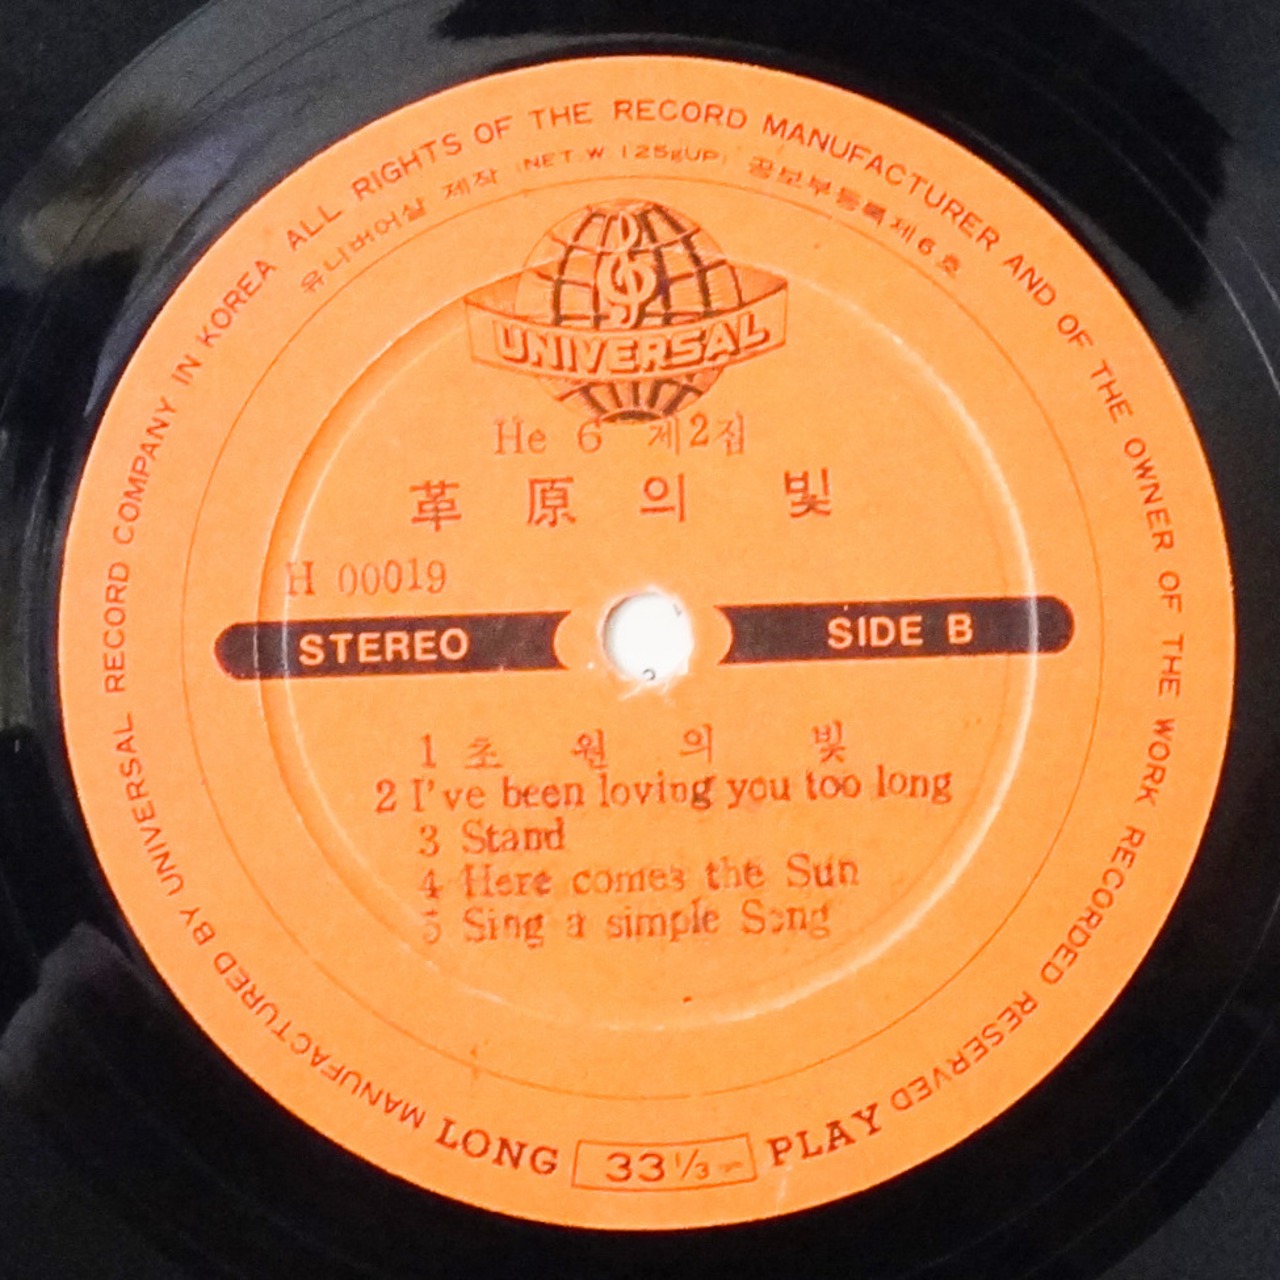 MANUFACTURED BY UNIVERSAL RECORD COMPANY IN KOREA ALL RIGHTS OF THE RECORD MANUFACTURER AND OF THE OWNER OF THE WORK RECORDED RESERVED
유니버어살 제작 (NET.W 125gUP) 공보부등록제6호
UNIVERSAL
He 6 제2집
革原의 빛
H 00019
STEREO SIDE B
1 초원의 빛
2 I've been loving you too long
3 Stand
4 Here comes the Sun
5 Sing a simple Song
LONG 33 1/3 PLAY